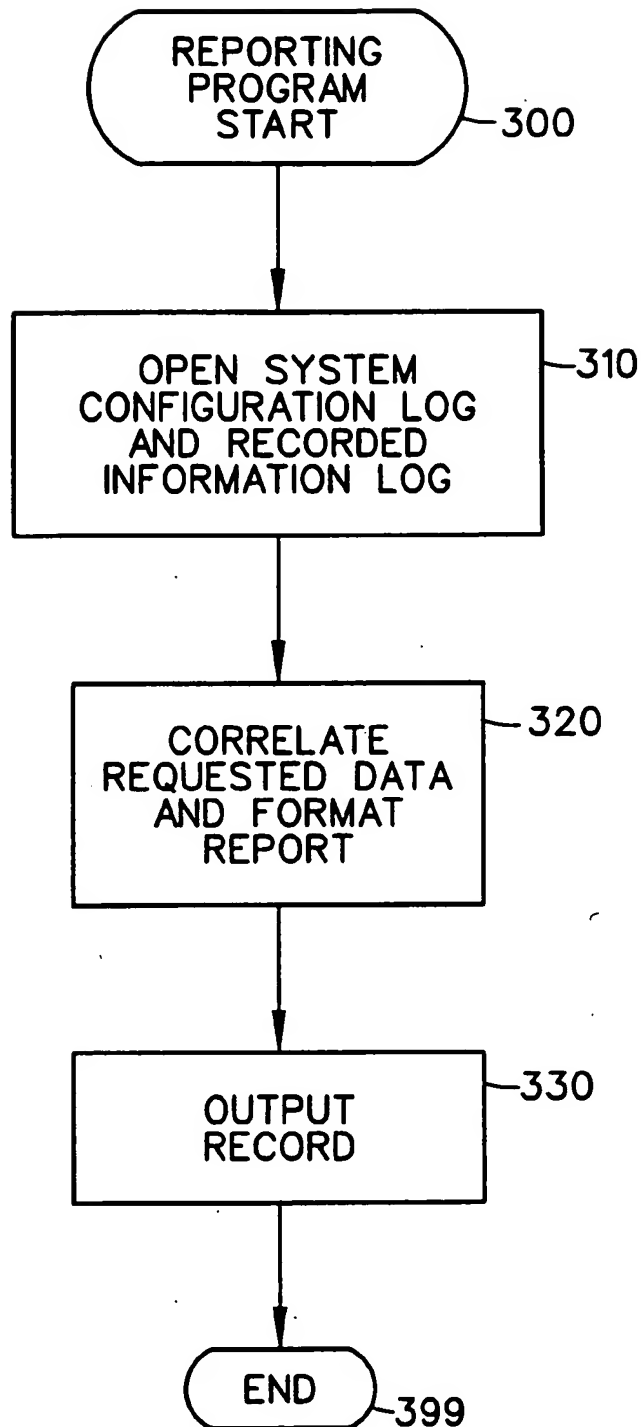 REPORTING
PROGRAM
START
300
OPEN SYSTEM
CONFIGURATION LOG
AND RECORDED
INFORMATION LOG
310
CORRELATE
REQUESTED DATA
AND FORMAT
REPORT
320
OUTPUT
RECORD
330
END
399